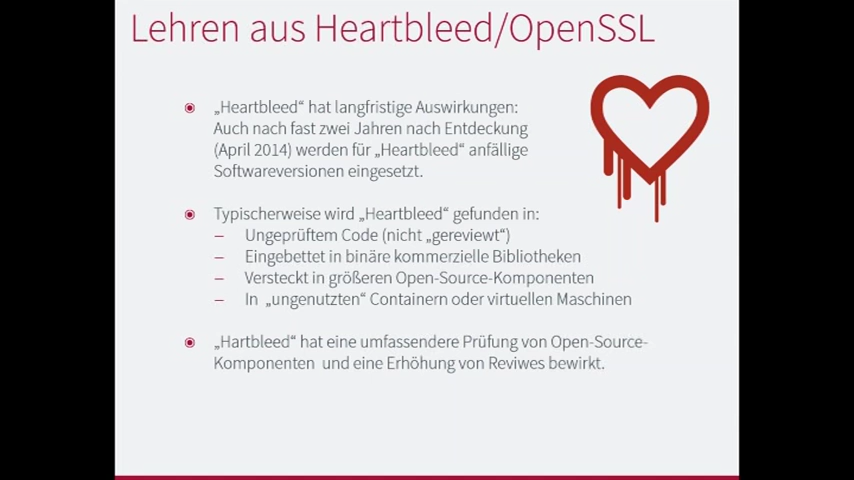 Lehren aus Heartbleed/OpenSSL
„Heartbleed“ hat langfristige Auswirkungen:
Auch nach fast zwei Jahren nach Entdeckung
(April 2014) werden für „Heartbleed“ anfällige
Softwareversionen eingesetzt.
Typischerweise wird „Heartbleed“ gefunden in:
– Ungeprüftem Code (nicht „gereviewt“)
– Eingebettet in binäre kommerzielle Bibliotheken
– Versteckt in größeren Open-Source-Komponenten
– In „ungenutzten“ Containern oder virtuellen Maschinen
„Hartbleed“ hat eine umfassendere Prüfung von Open-Source-
Komponenten und eine Erhöhung von Reviwes bewirkt.